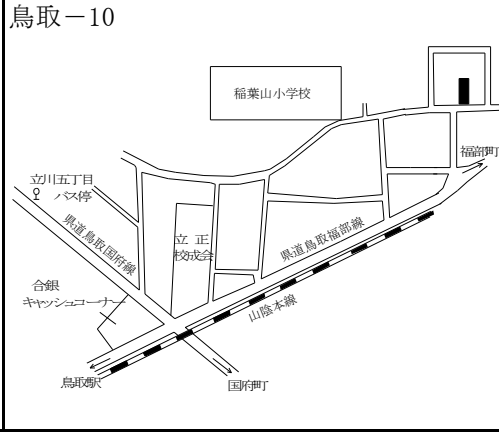 鳥取－10
稲葉山小学校
福部町
立川五丁目
バス停
県道鳥取国府線
立正
校成会
県道鳥取福部線
合銀
キャッシュコーナー
山陰本線
鳥取駅
国府町